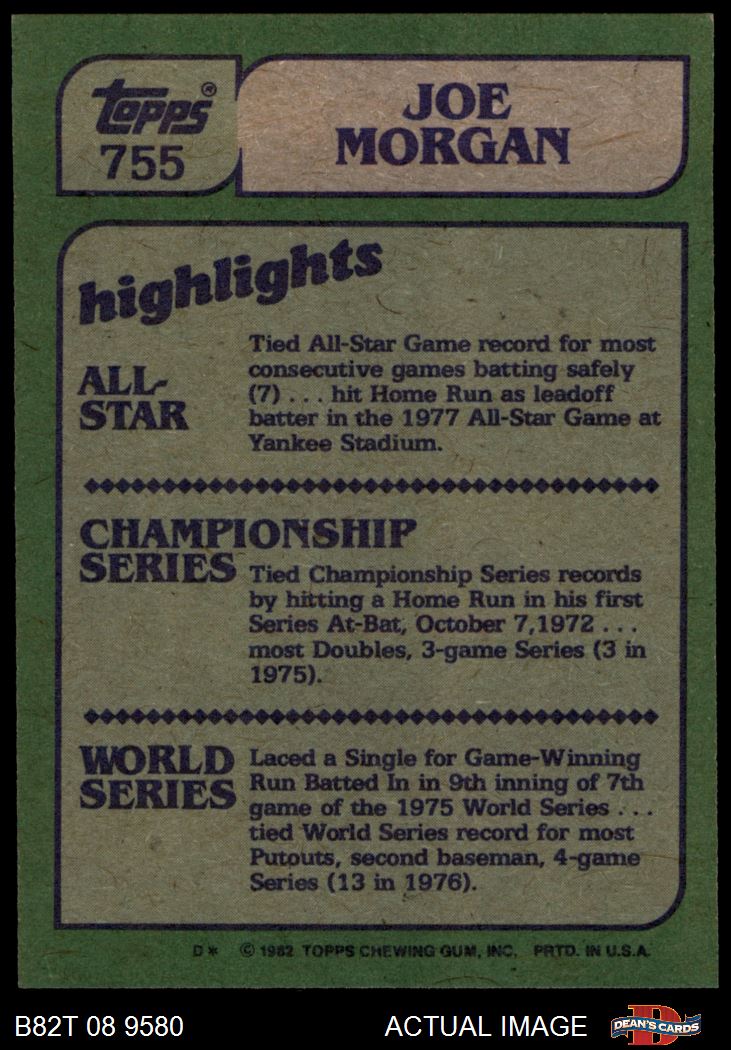 topps®
755
JOE
MORGAN
highlights
ALL-
STAR
Tied All-Star Game record for most
consecutive games batting safely
(7) . . . hit Home Run as leadoff
batter in the 1977 All-Star Game at
Yankee Stadium.
CHAMPIONSHIP
SERIES
Tied Championship Series records
by hitting a Home Run in his first
Series At-Bat, October 7,1972 . . .
most Doubles, 3-game Series (3 in
1975).
WORLD
SERIES
Laced a Single for Game-Winning
Run Batted In in 9th inning of 7th
game of the 1975 World Series . . .
tied World Series record for most
Putouts, second baseman, 4-game
Series (13 in 1976).
D* © 1982 TOPPS CHEWING GUM, INC. PRTD. IN U.S.A.
B82T 08 9580
ACTUAL IMAGE
D
DEAN'S CARDS